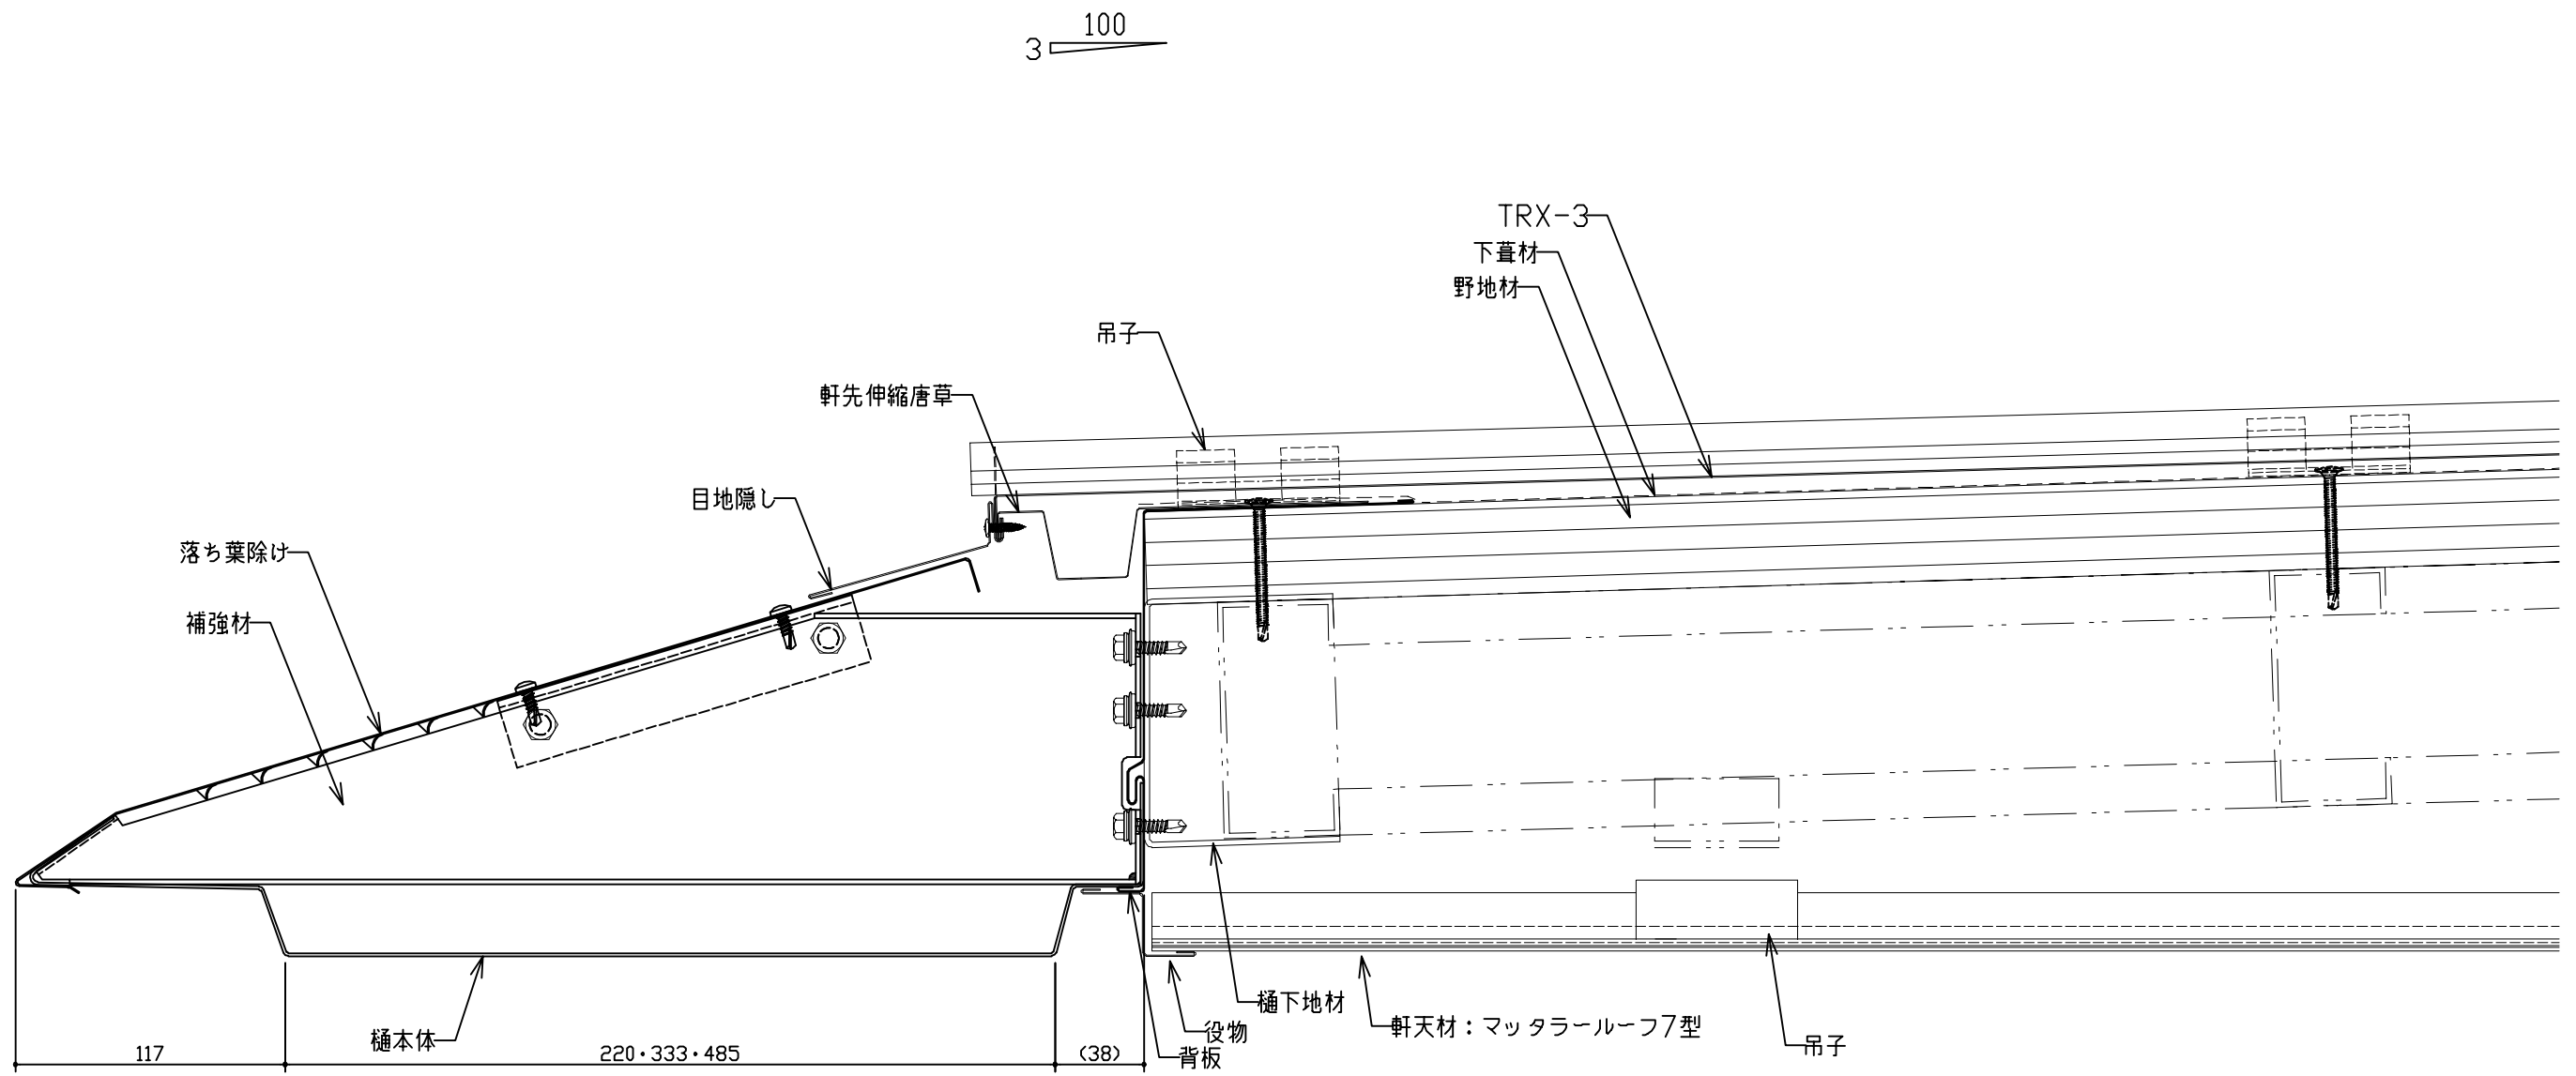 100
3
TRX-3
下葺材
野地材
吊子
軒先伸縮唐草
目地隠し
落ち葉除け
補強材
樋下地材
役物
背板
軒天材：マッタラールーフ7型
吊子
樋本体
117
220・333・485
(38)